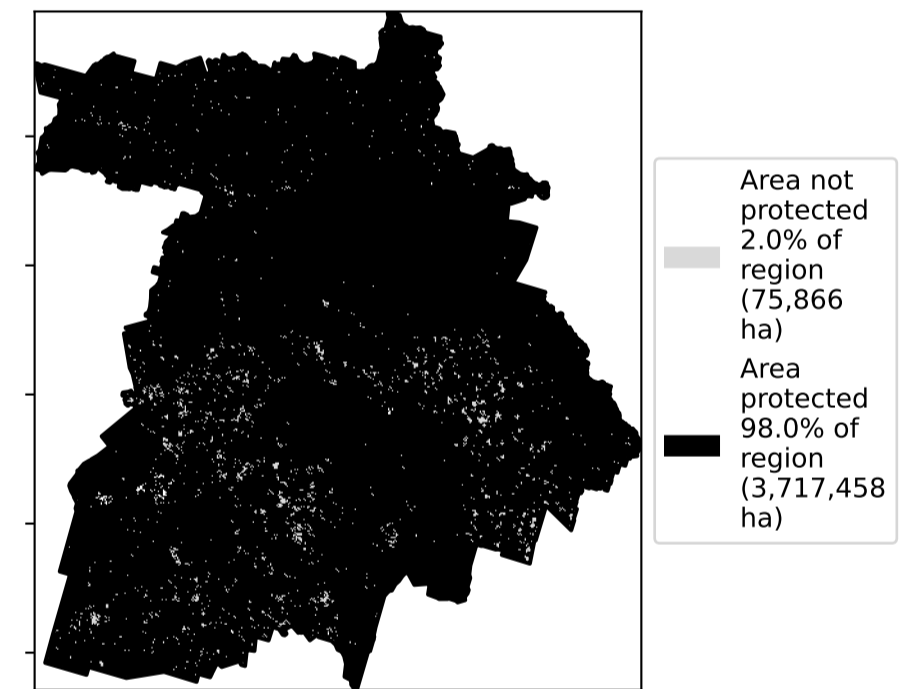 Area not
protected
2.0% of
region
(75,866
ha)
Area
protected
98.0% of
region
(3,717,458
ha)